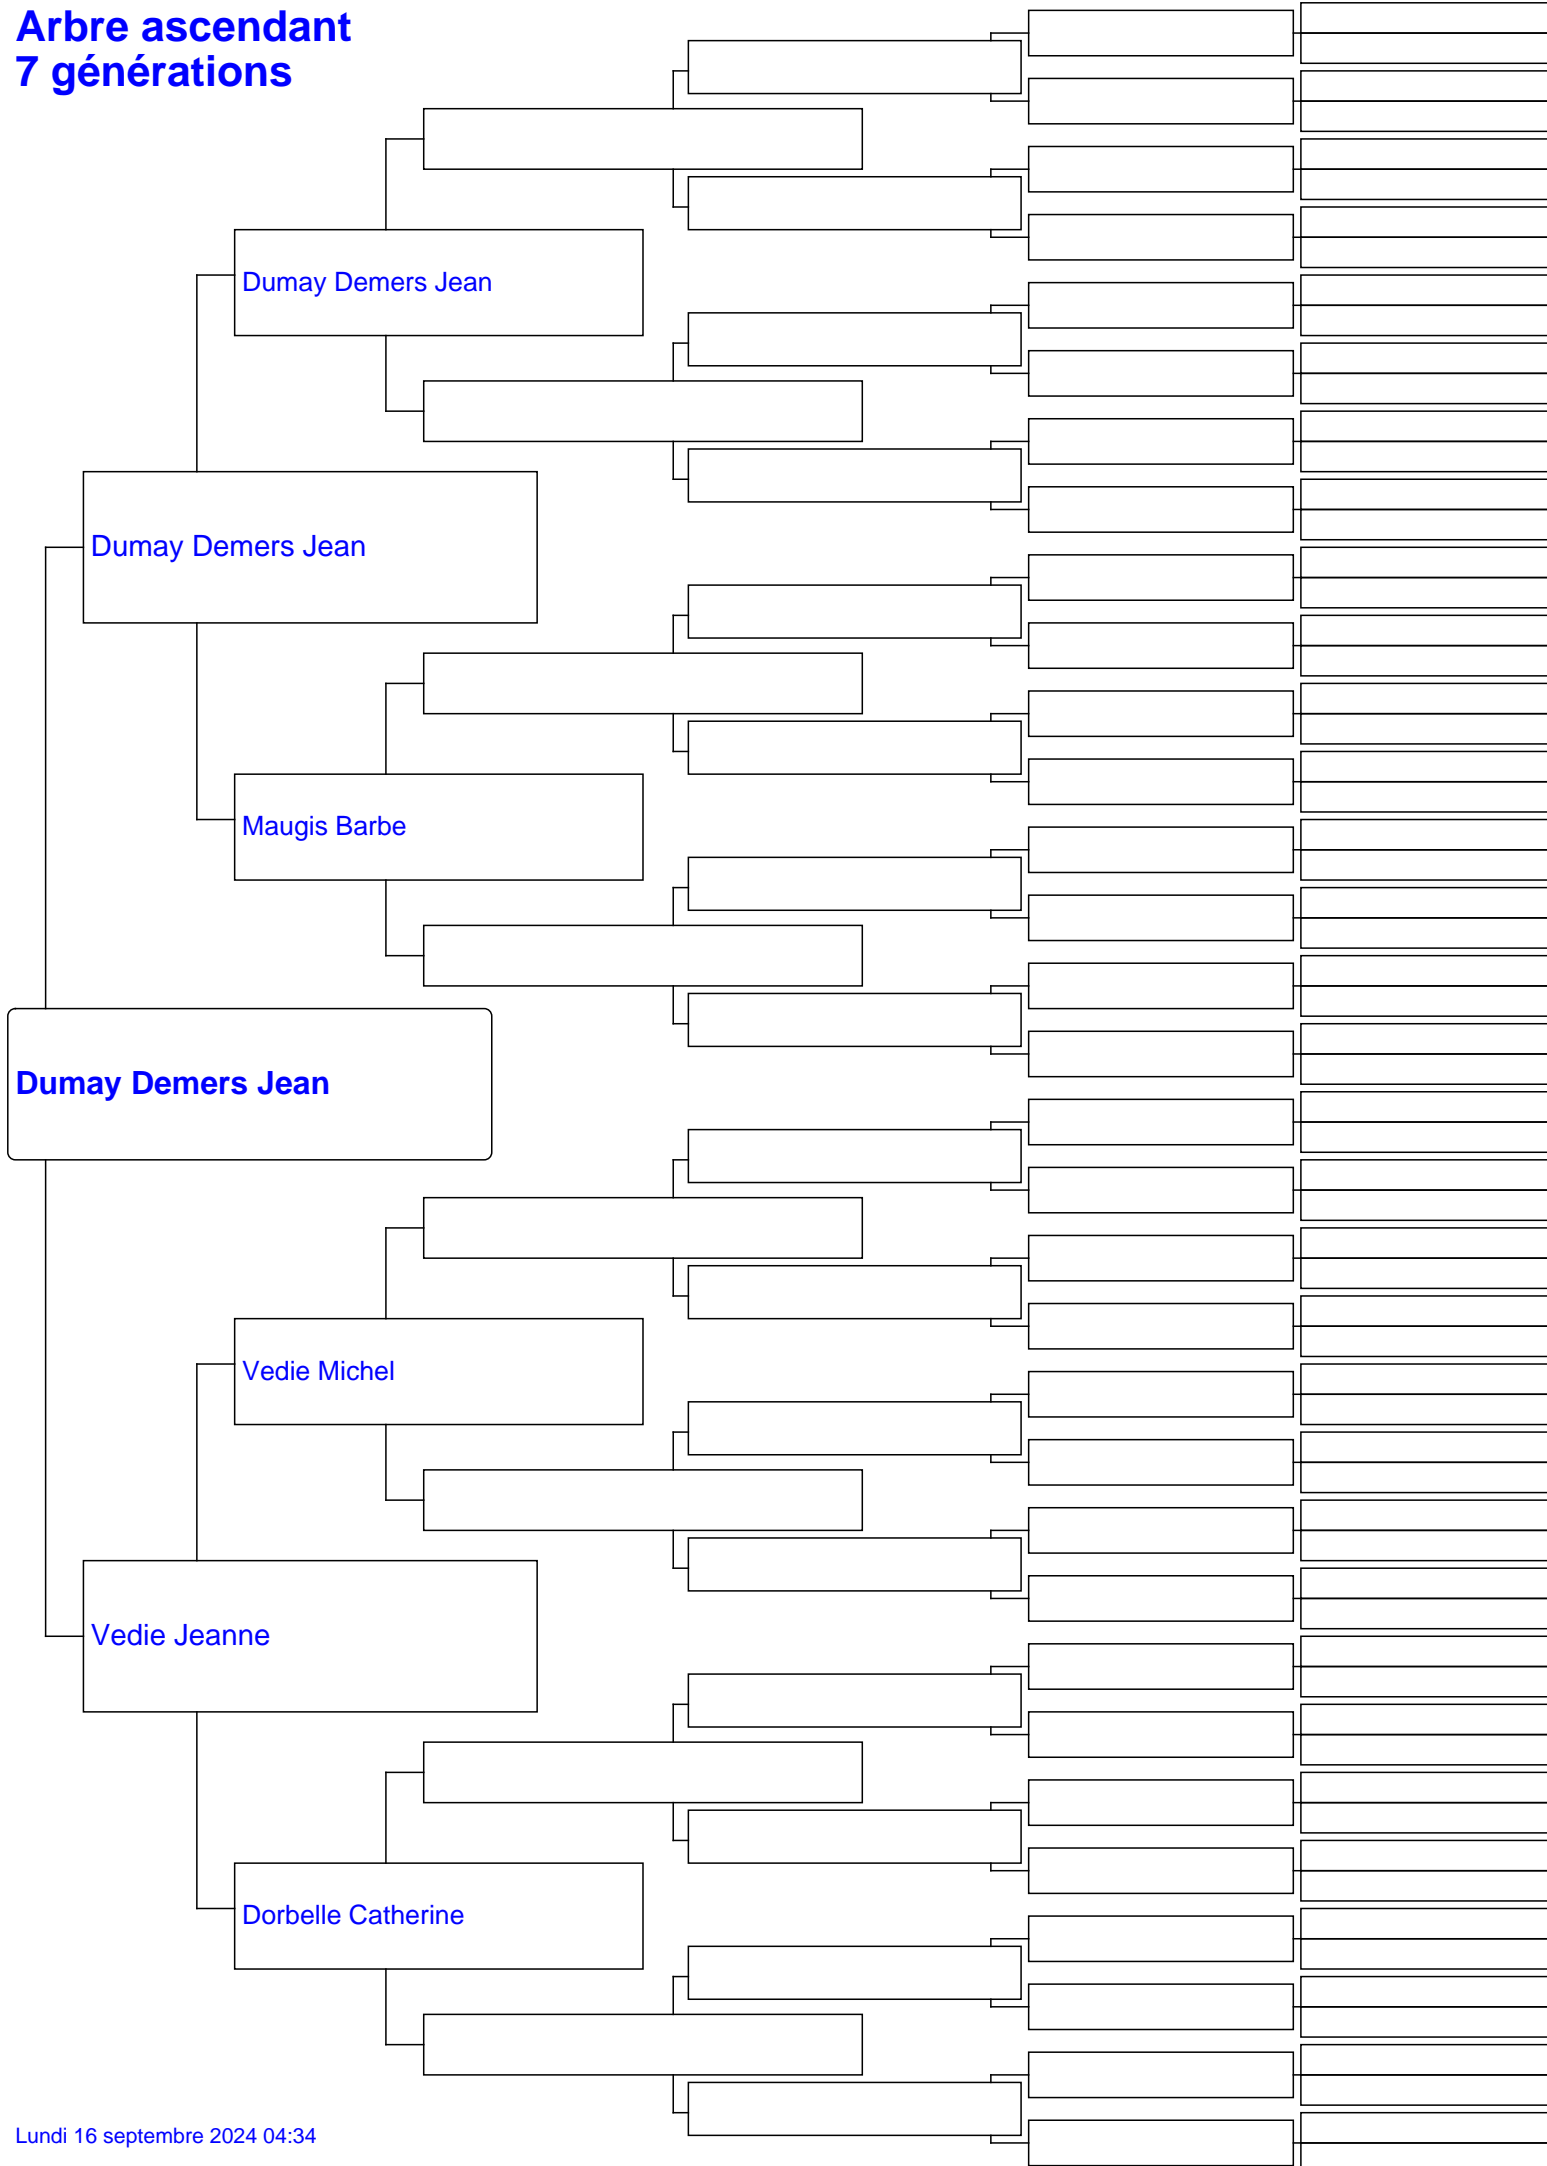 Arbre ascendant
7 générations
Dumay Demers Jean
Dumay Demers Jean
Maugis Barbe
Dumay Demers Jean
Vedie Michel
Vedie Jeanne
Dorbelle Catherine
Lundi 16 septembre 2024 04:34